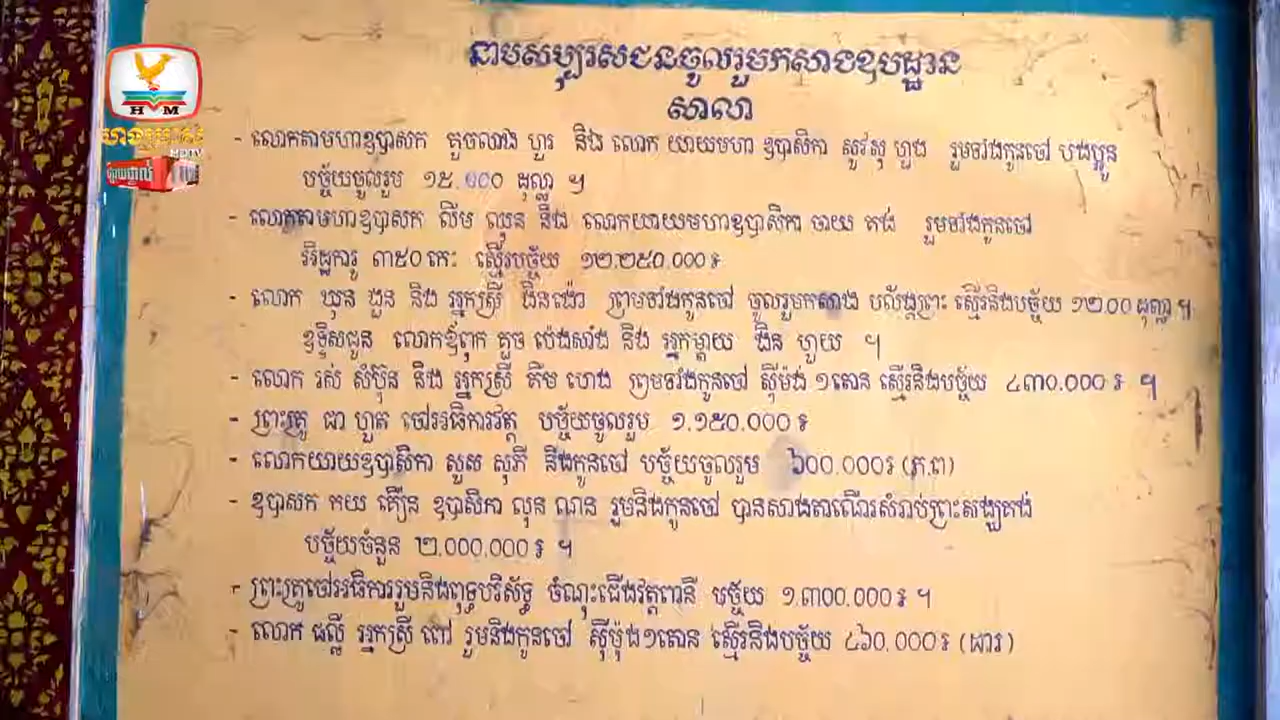 នាមសប្បុរសជនចូលរួមកសាងឧបដ្ឋាន
សាលា
HM
- លោកតាមហាឧបាសក គួចលាង ហួរ និង លោក យាយមហា ឧបាសិកា សួស៊ សុ ហួង រួមទាំងកូនចៅ បងប្អូន
បច្ច័យចូលរួម ១៥.០០០ ដុល្លា ។
- លោកតាមហាឧបាសក លីម ឈុន និង លោកយាយមហាឧបាសិកា ចាយ គង់ រួមទាំងកូនចៅ
ឥដ្ឋការ៉ូ ៣៥០កេះ ស្មើរបច្ច័យ ១២.២៥០.០០០៛
- លោក ឃុន ងួន និង អ្នកស្រី ងិនង៉ោ ព្រមទាំងកូនចៅ ចូលរួមកសាង បល័ង្គព្រះ ស្មើរនិងបច្ច័យ ១២០០ ដុល្លា ។
ឧទ្ទិសជូន លោកឪពុក គួច ប៉េងសាំង និង អ្នកម្តាយ ងិន ហួយ ។
- លោក រស់ សំប៊ុន និង អ្នកស្រី គឹម ហេង ព្រមទាំងកូនចៅ ស៊ីម៉ង់ ១តោន ស្មើរនិងបច្ច័យ ៤៣០.០០០ ៛ ។
- ព្រះគ្រូ ជា ហួត ចៅអធិការវត្ត បច្ច័យចូលរួម ១.១៥០.០០០៛
- លោកយាយឧបាសិកា សួស សុភី និងកូនចៅ បច្ច័យចូលរួម ៦០០.០០០៛ (ភ.ព)
- ឧបាសក កយ គឿន ឧបាសិកា លុន ណន រួមនិងកូនចៅ បានសាងតាណើរសំរាប់ព្រះសង្ឃគង់
បច្ច័យចំនួន ២,០០០,០០០៛ ។
- ព្រះគ្រូចៅអធិការរួមនិងពុទ្ធបរិស័ទ្ធ ចំណុះជើងវត្តពានី បច្ច័យ ១.៣០០.០០០៛ ។
- លោក ផល្លី អ្នកស្រី ពៅ រួមនិងកូនចៅ ស៊ីម៉ុង១តោន ស្មើរនិងបច្ច័យ ៤៦០,០០០៛ (ដារ)